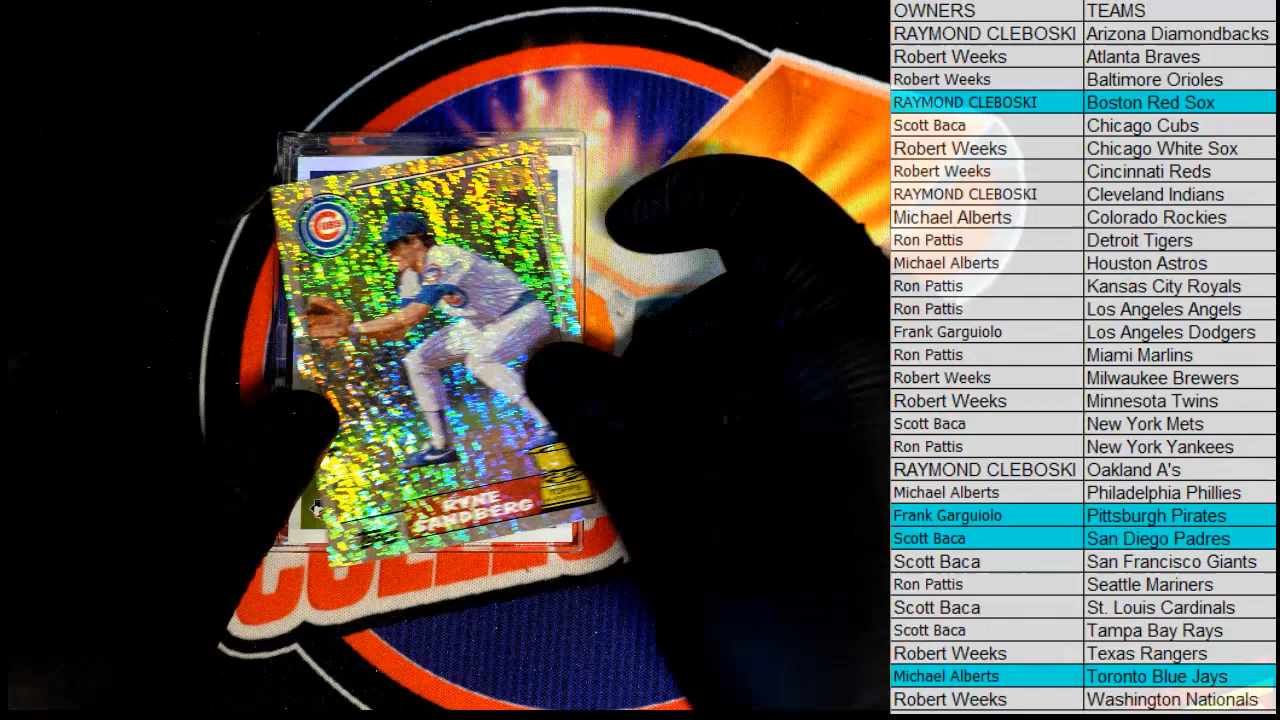 OWNERS TEAMS
RAYMOND CLEBOSKI Arizona Diamondbacks
Robert Weeks Atlanta Braves
Robert Weeks Baltimore Orioles
RAYMOND CLEBOSKI Boston Red Sox
Scott Baca Chicago Cubs
Robert Weeks Chicago White Sox
Robert Weeks Cincinnati Reds
RAYMOND CLEBOSKI Cleveland Indians
Michael Alberts Colorado Rockies
Ron Pattis Detroit Tigers
Michael Alberts Houston Astros
Ron Pattis Kansas City Royals
Ron Pattis Los Angeles Angels
Frank Garguiolo Los Angeles Dodgers
Ron Pattis Miami Marlins
Robert Weeks Milwaukee Brewers
Robert Weeks Minnesota Twins
Scott Baca New York Mets
Ron Pattis New York Yankees
RAYMOND CLEBOSKI Oakland A's
Michael Alberts Philadelphia Phillies
Frank Garguiolo Pittsburgh Pirates
Scott Baca San Diego Padres
Scott Baca San Francisco Giants
Ron Pattis Seattle Mariners
Scott Baca St. Louis Cardinals
Scott Baca Tampa Bay Rays
Robert Weeks Texas Rangers
Michael Alberts Toronto Blue Jays
Robert Weeks Washington Nationals
RYNE
SANDBERG